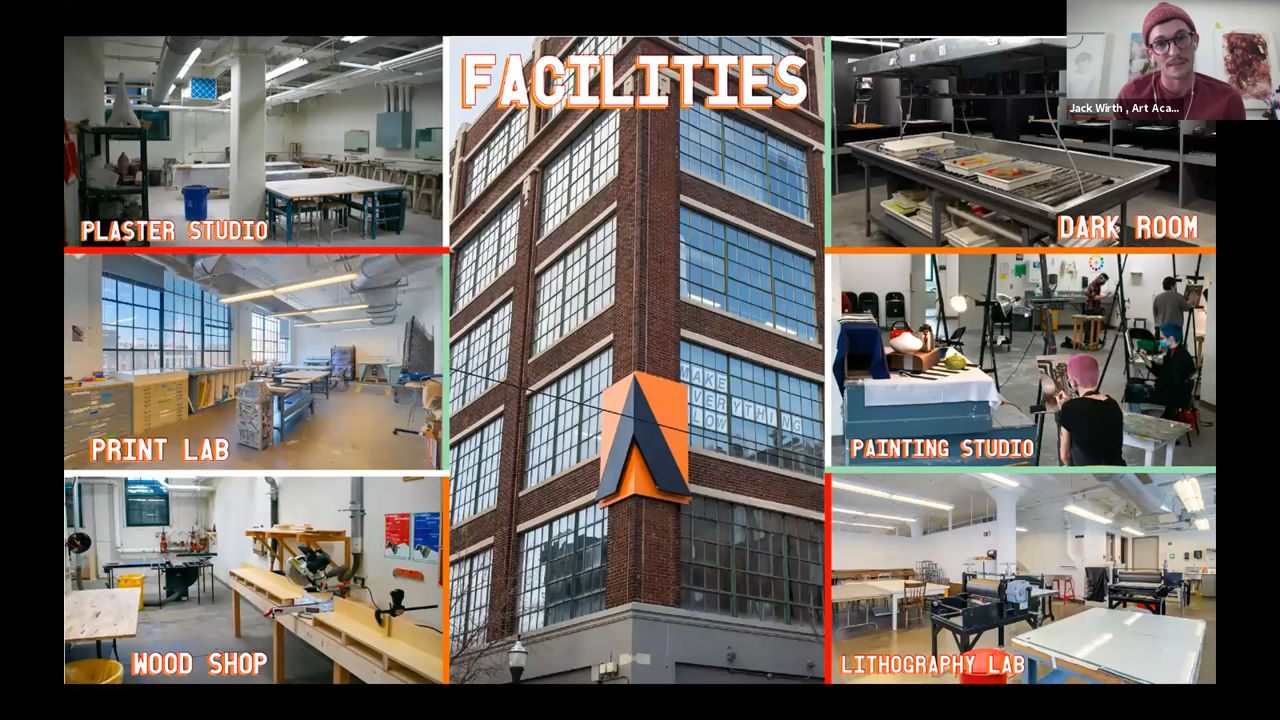 FACILITIES
Jack Wirth , Art Aca...
PLASTER STUDIO
DARK ROOM
MAKE
EVERYTHING
PRINT LAB
PAINTING STUDIO
WOOD SHOP
LITHOGRAPHY LAB